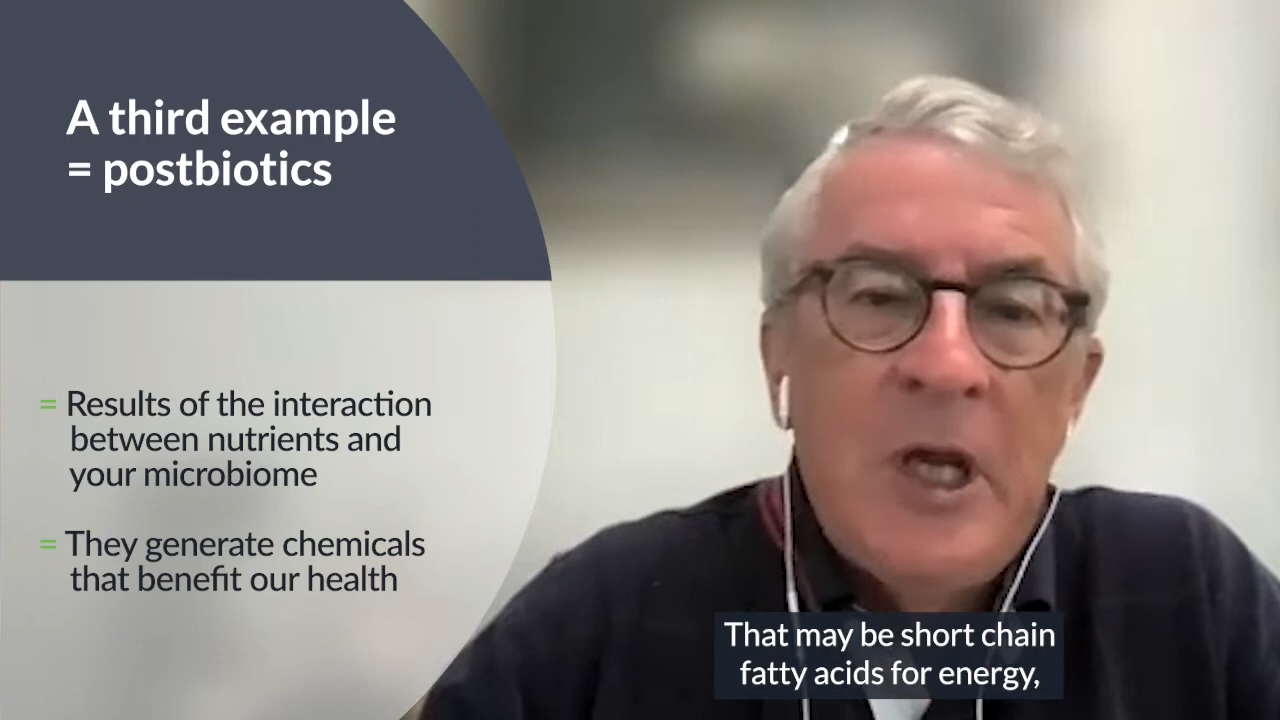 A third example
= postbiotics
= Results of the interaction
between nutrients and
your microbiome
= They generate chemicals
that benefit our health
That may be short chain
fatty acids for energy,